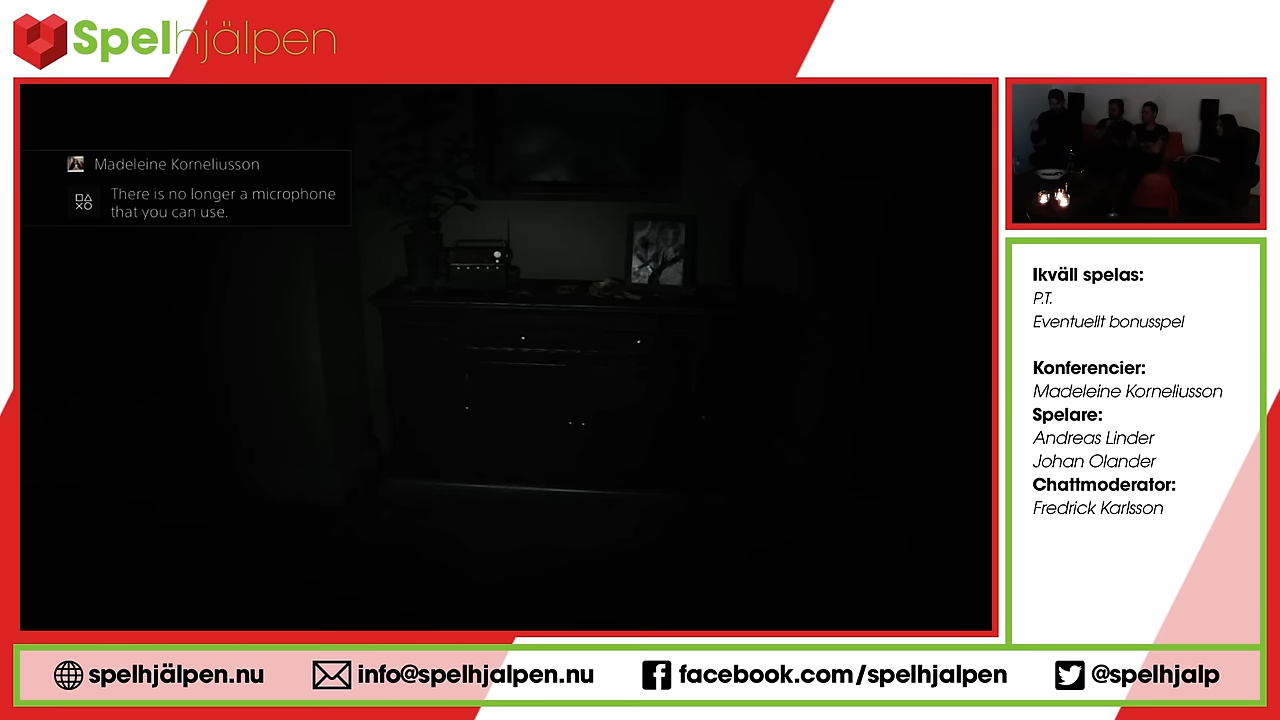 Spelhjälpen
Madeleine Korneliusson
There is no longer a microphone
that you can use.
Ikväll spelas:
P.T.
Eventuellt bonusspel
Konferencier:
Madeleine Korneliusson
Spelare:
Andreas Linder
Johan Olander
Chattmoderator:
Fredrick Karlsson
spelhjälpen.nu
info@spelhjalpen.nu
facebook.com/spelhjalpen
@spelhjalp